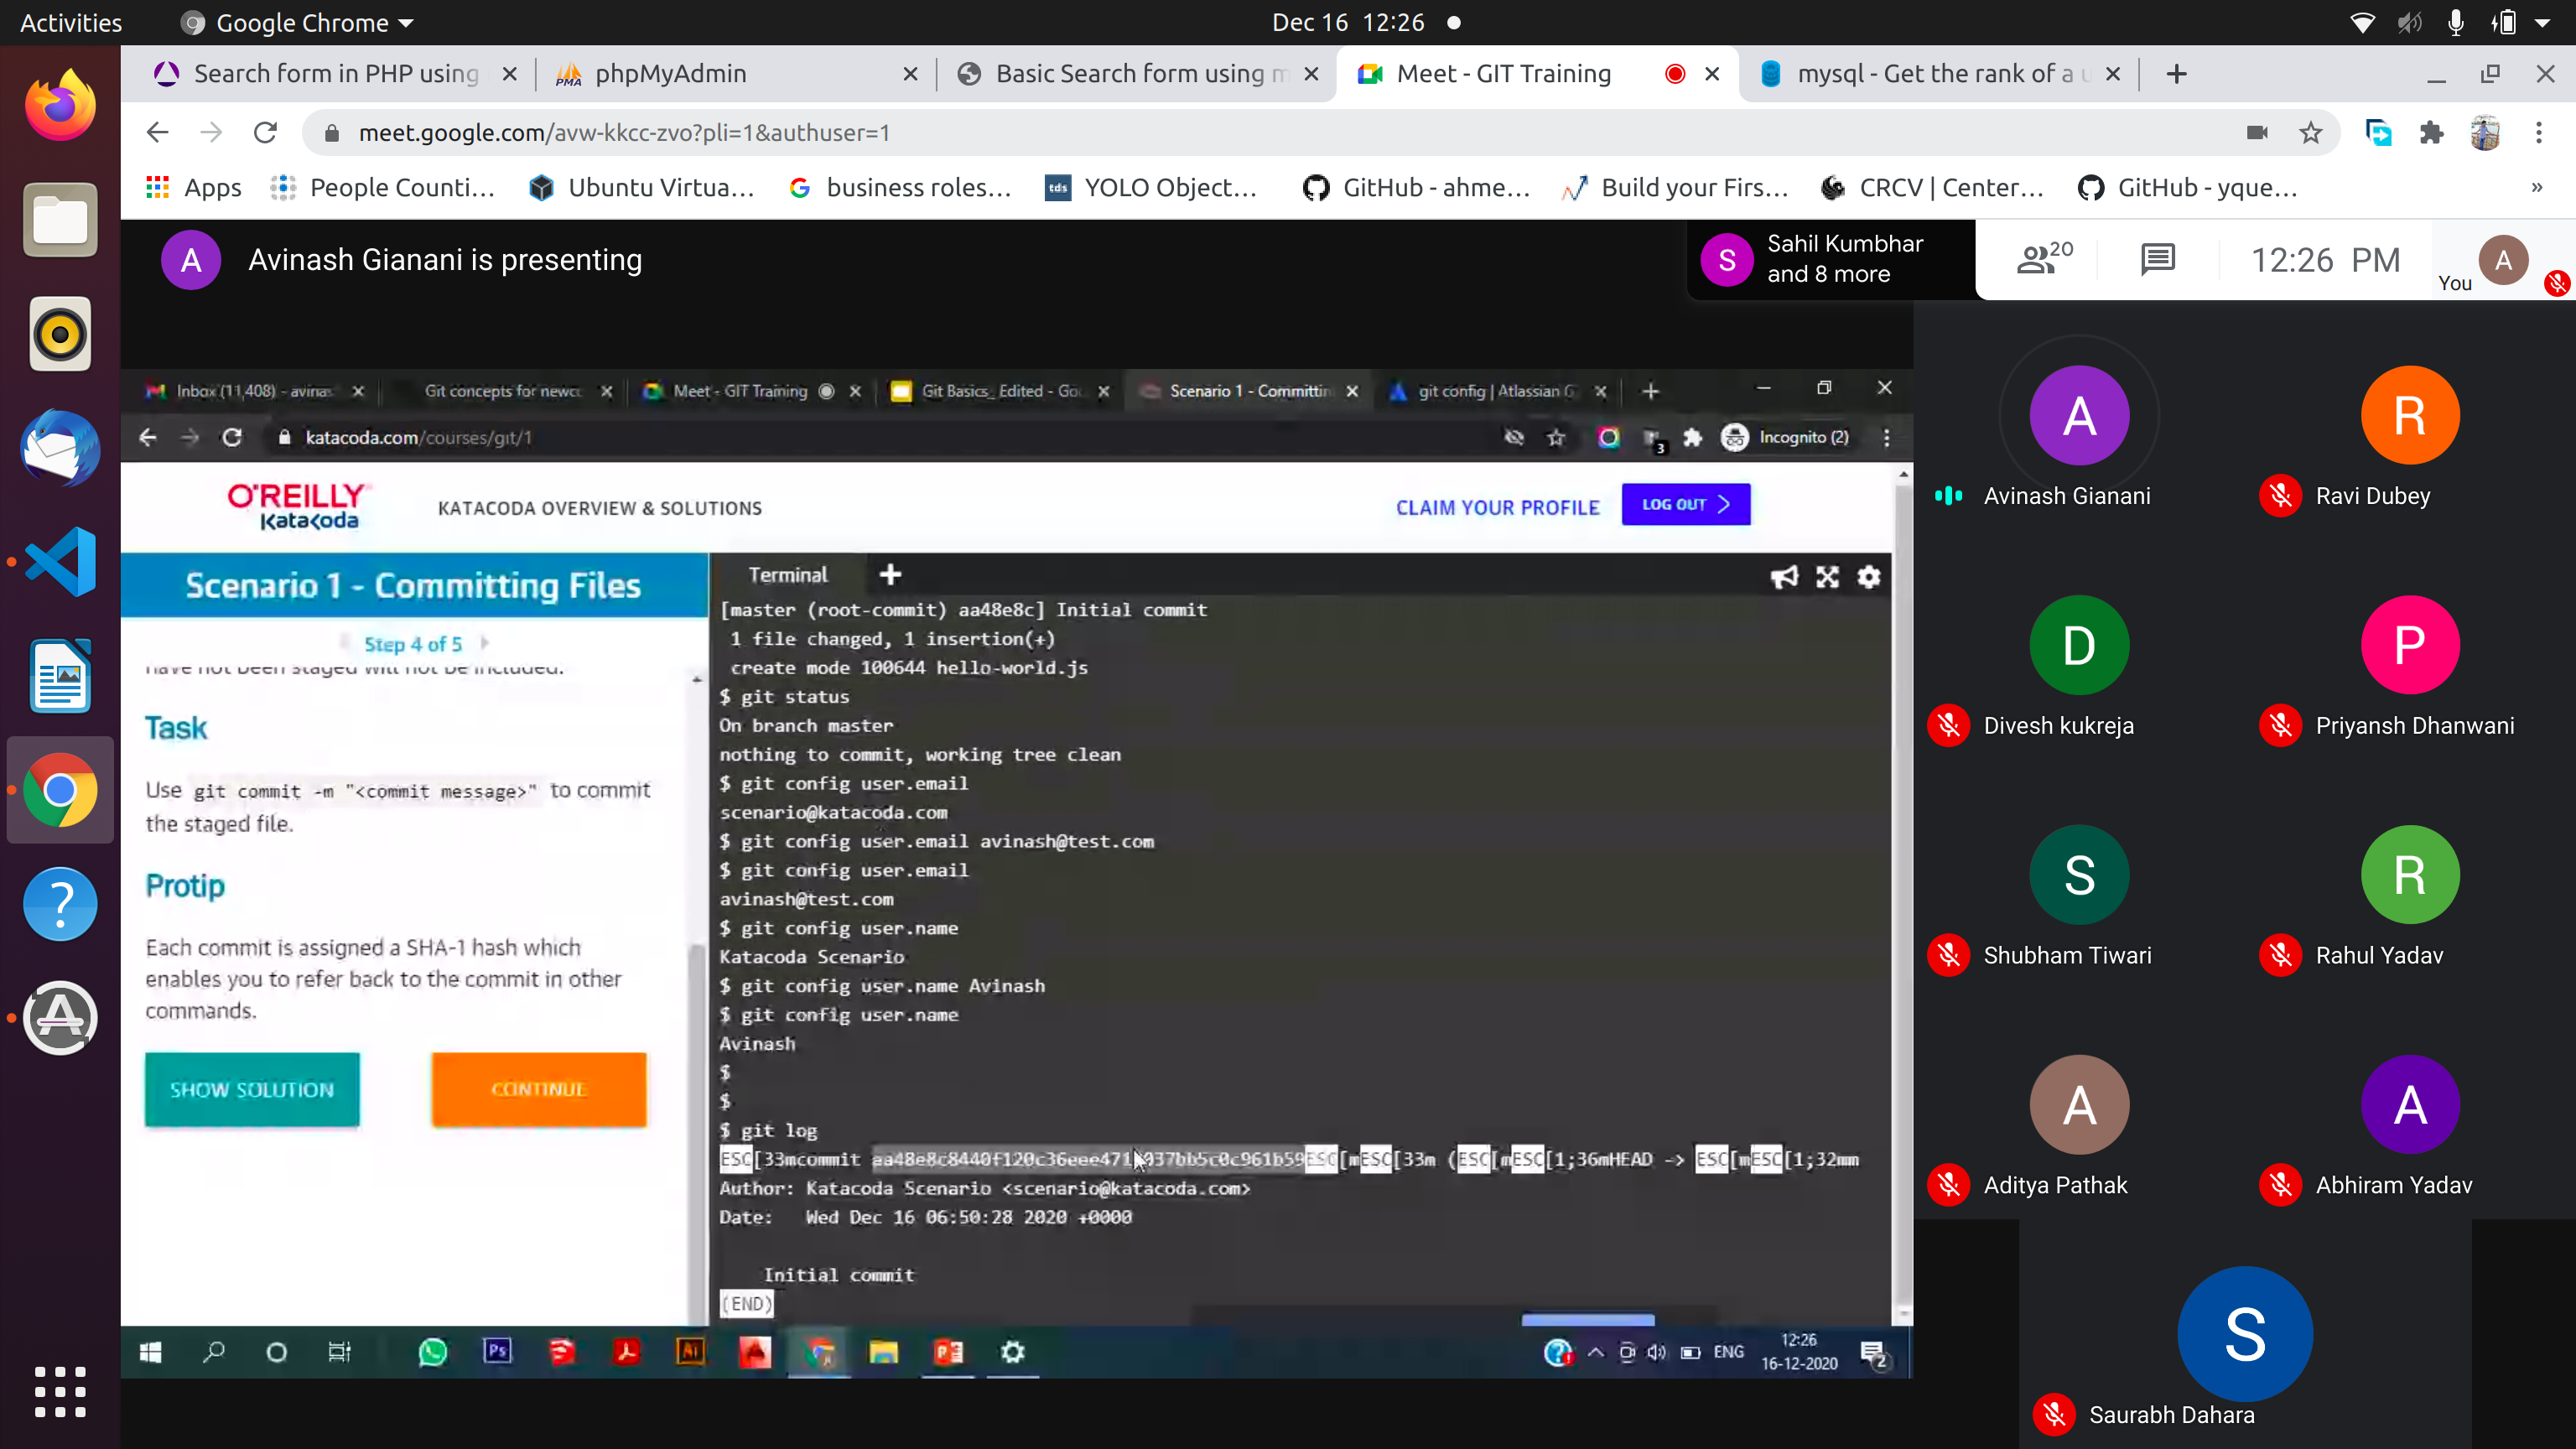 Activities
Google Chrome
Dec 16 12:26
Search form in PHP using
phpMyAdmin
Basic Search form using m
Meet - GIT Training
mysql - Get the rank of a u
meet.google.com/avw-kkcc-zvo?pli=1&authuser=1
Apps
People Counti...
Ubuntu Virtua...
business roles...
tds
YOLO Object...
GitHub - ahme...
Build your Firs...
CRCV | Center...
GitHub - yque...
»
A
Avinash Gianani is presenting
S
Sahil Kumbhar
and 8 more
20
12:26 PM
You
A
Inbox (11,408) - avinas
Git concepts for newc
Meet - GIT Training
Git Basics_ Edited - Go
Scenario 1 - Committin
git config | Atlassian G
katacoda.com/courses/git/1
3
Incognito (2)
O'REILLY
Katacoda
KATACODA OVERVIEW & SOLUTIONS
CLAIM YOUR PROFILE
LOG OUT
Scenario 1 - Committing Files
Step 4 of 5
have not been staged will not be included.
Task
Use git commit -m "<commit message>" to commit
the staged file.
Protip
Each commit is assigned a SHA-1 hash which
enables you to refer back to the commit in other
commands.
SHOW SOLUTION
CONTINUE
Terminal
[master (root-commit) aa48e8c] Initial commit
1 file changed, 1 insertion(+)
create mode 100644 hello-world.js
$ git status
On branch master
nothing to commit, working tree clean
$ git config user.email
scenario@katacoda.com
$ git config user.email avinash@test.com
$ git config user.email
avinash@test.com
$ git config user.name
Katacoda Scenario
$ git config user.name Avinash
$ git config user.name
Avinash
$
$
$ git log
ESC[33mcommit ESC[mESC[33m (ESC[mESC[1;36mHEAD -> ESC[mESC[1;32mm
Author: Katacoda Scenario <scenario@katacoda.com>
Date: Wed Dec 16 06:50:28 2020 +0000
Initial commit
(END)
Ps
Ai
ENG
12:26
16-12-2020
2
A
Avinash Gianani
R
Ravi Dubey
D
Divesh kukreja
P
Priyansh Dhanwani
S
Shubham Tiwari
R
Rahul Yadav
A
Aditya Pathak
A
Abhiram Yadav
S
Saurabh Dahara